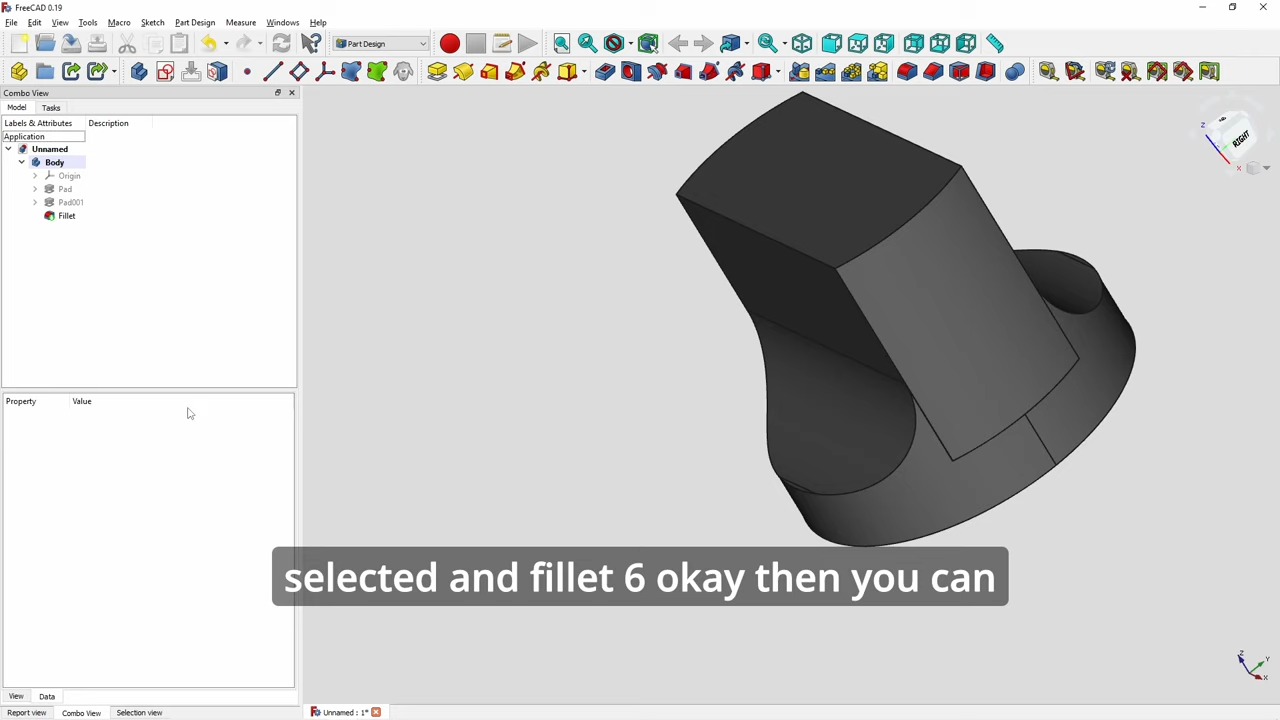 FreeCAD 0.19
File Edit View Tools Macro Sketch Part Design Measure Windows Help
Part Design
Combo View
Model Tasks
Labels & Attributes Description
Application
Unnamed
Body
Origin
Pad
Pad001
Fillet
Property Value
Z RIGHT X
selected and fillet 6 okay then you can
Z Y X
View Data
Report view Combo View Selection view
Unnamed : 1*